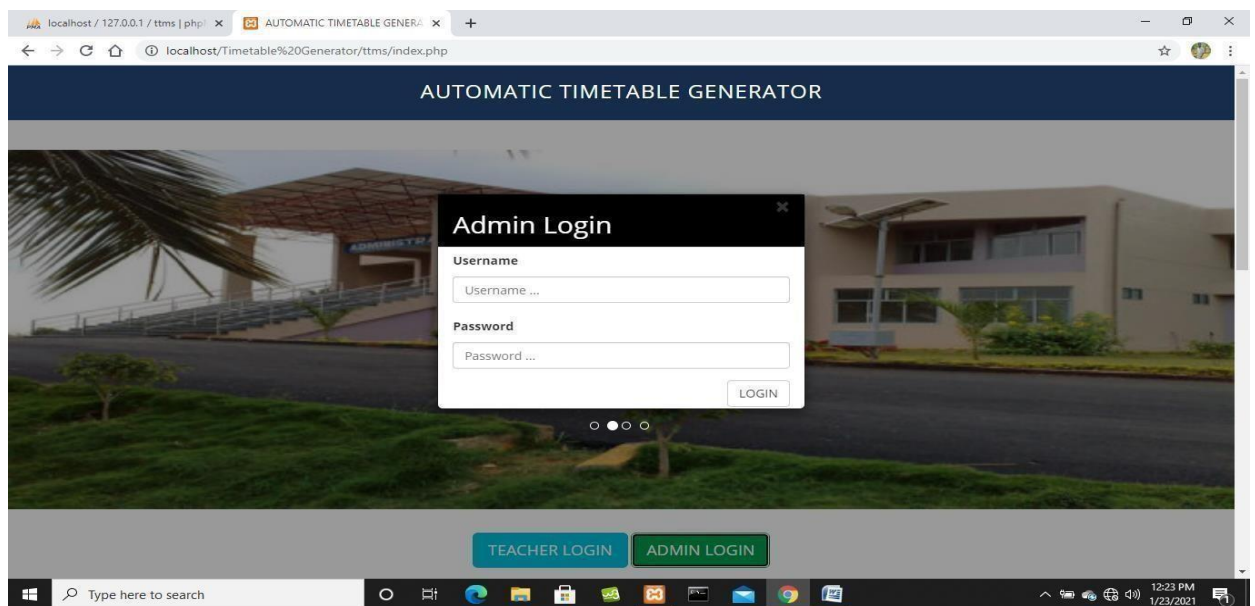 localhost / 127.0.0.1 / ttms | php
AUTOMATIC TIMETABLE GENERA
localhost/Timetable%20Generator/ttms/index.php
AUTOMATIC TIMETABLE GENERATOR
ADMINISTRA
Admin Login
Username
Username ...
Password
Password ...
LOGIN
TEACHER LOGIN
ADMIN LOGIN
Type here to search
12:23 PM
1/23/2021